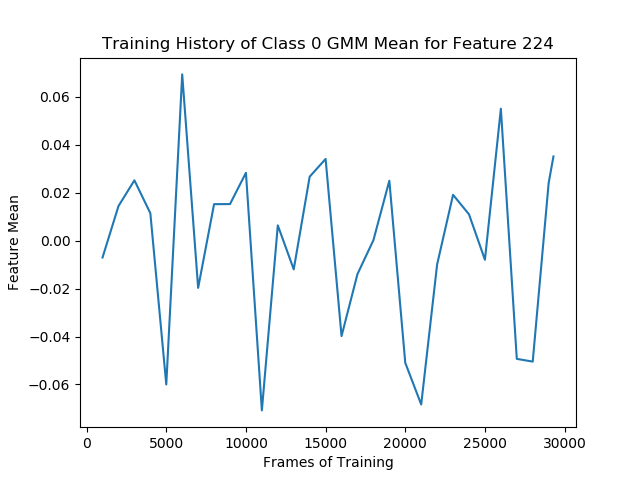 Training History of Class 0 GMM Mean for Feature 224
0.06
0.04
0.02
0.00
−0.02
−0.04
−0.06
Feature Mean
0 5000 10000 15000 20000 25000 30000
Frames of Training